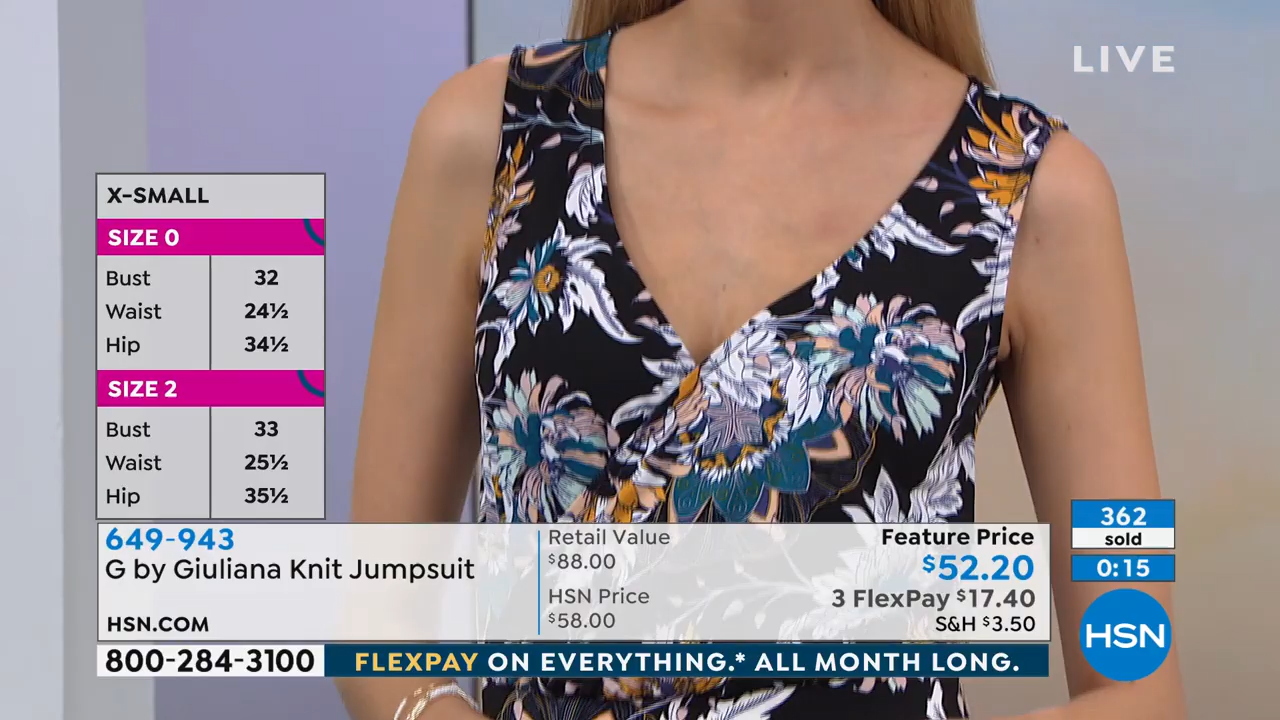 LIVE
X-SMALL
SIZE 0
Bust 32
Waist 24½
Hip 34½
SIZE 2
Bust 33
Waist 25½
Hip 35½
649-943
G by Giuliana Knit Jumpsuit
HSN.COM
Retail Value
$88.00
HSN Price
$58.00
Feature Price
$52.20
3 FlexPay $17.40
S&H $3.50
362
sold
0:15
HSN
800-284-3100
FLEXPAY ON EVERYTHING.* ALL MONTH LONG.